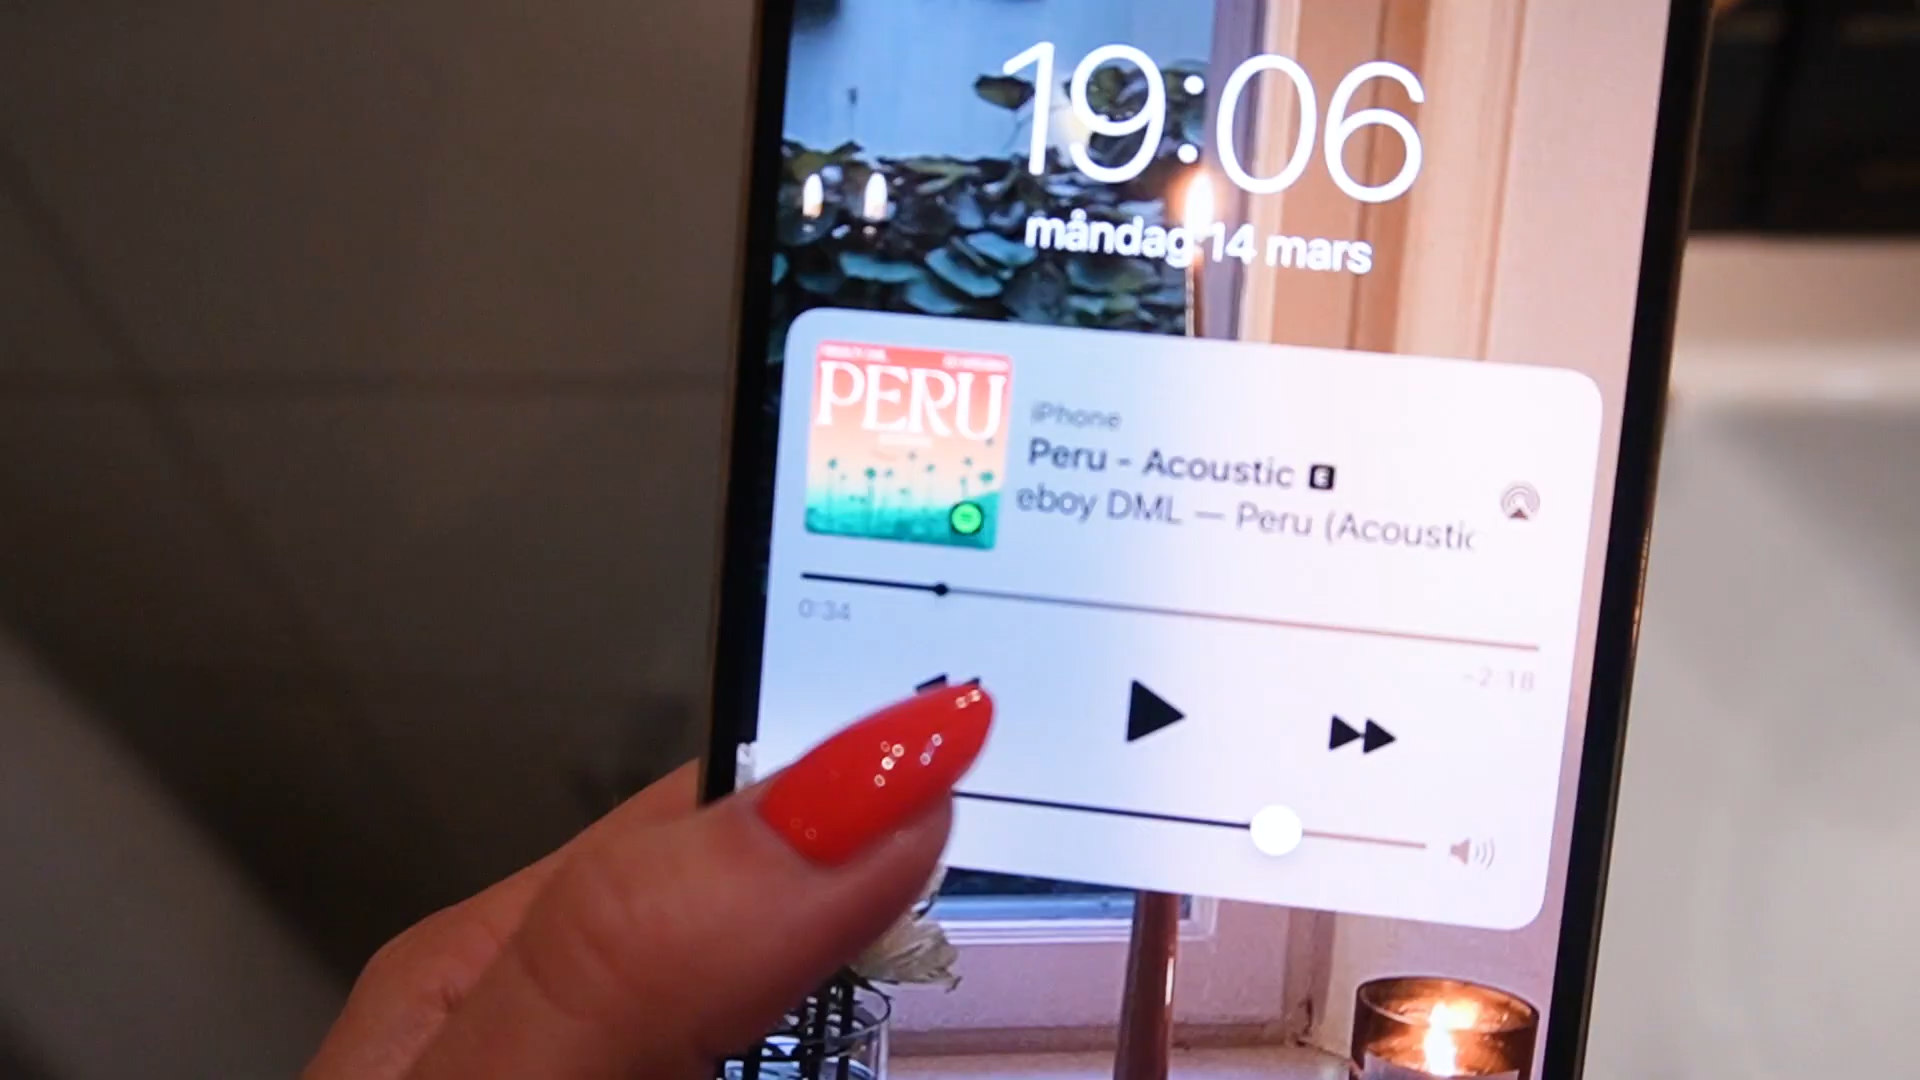 19:06
måndag 14 mars
PERU
iPhone
Peru - Acoustic E
eboy DML — Peru (Acoustic
0:34
-2:18